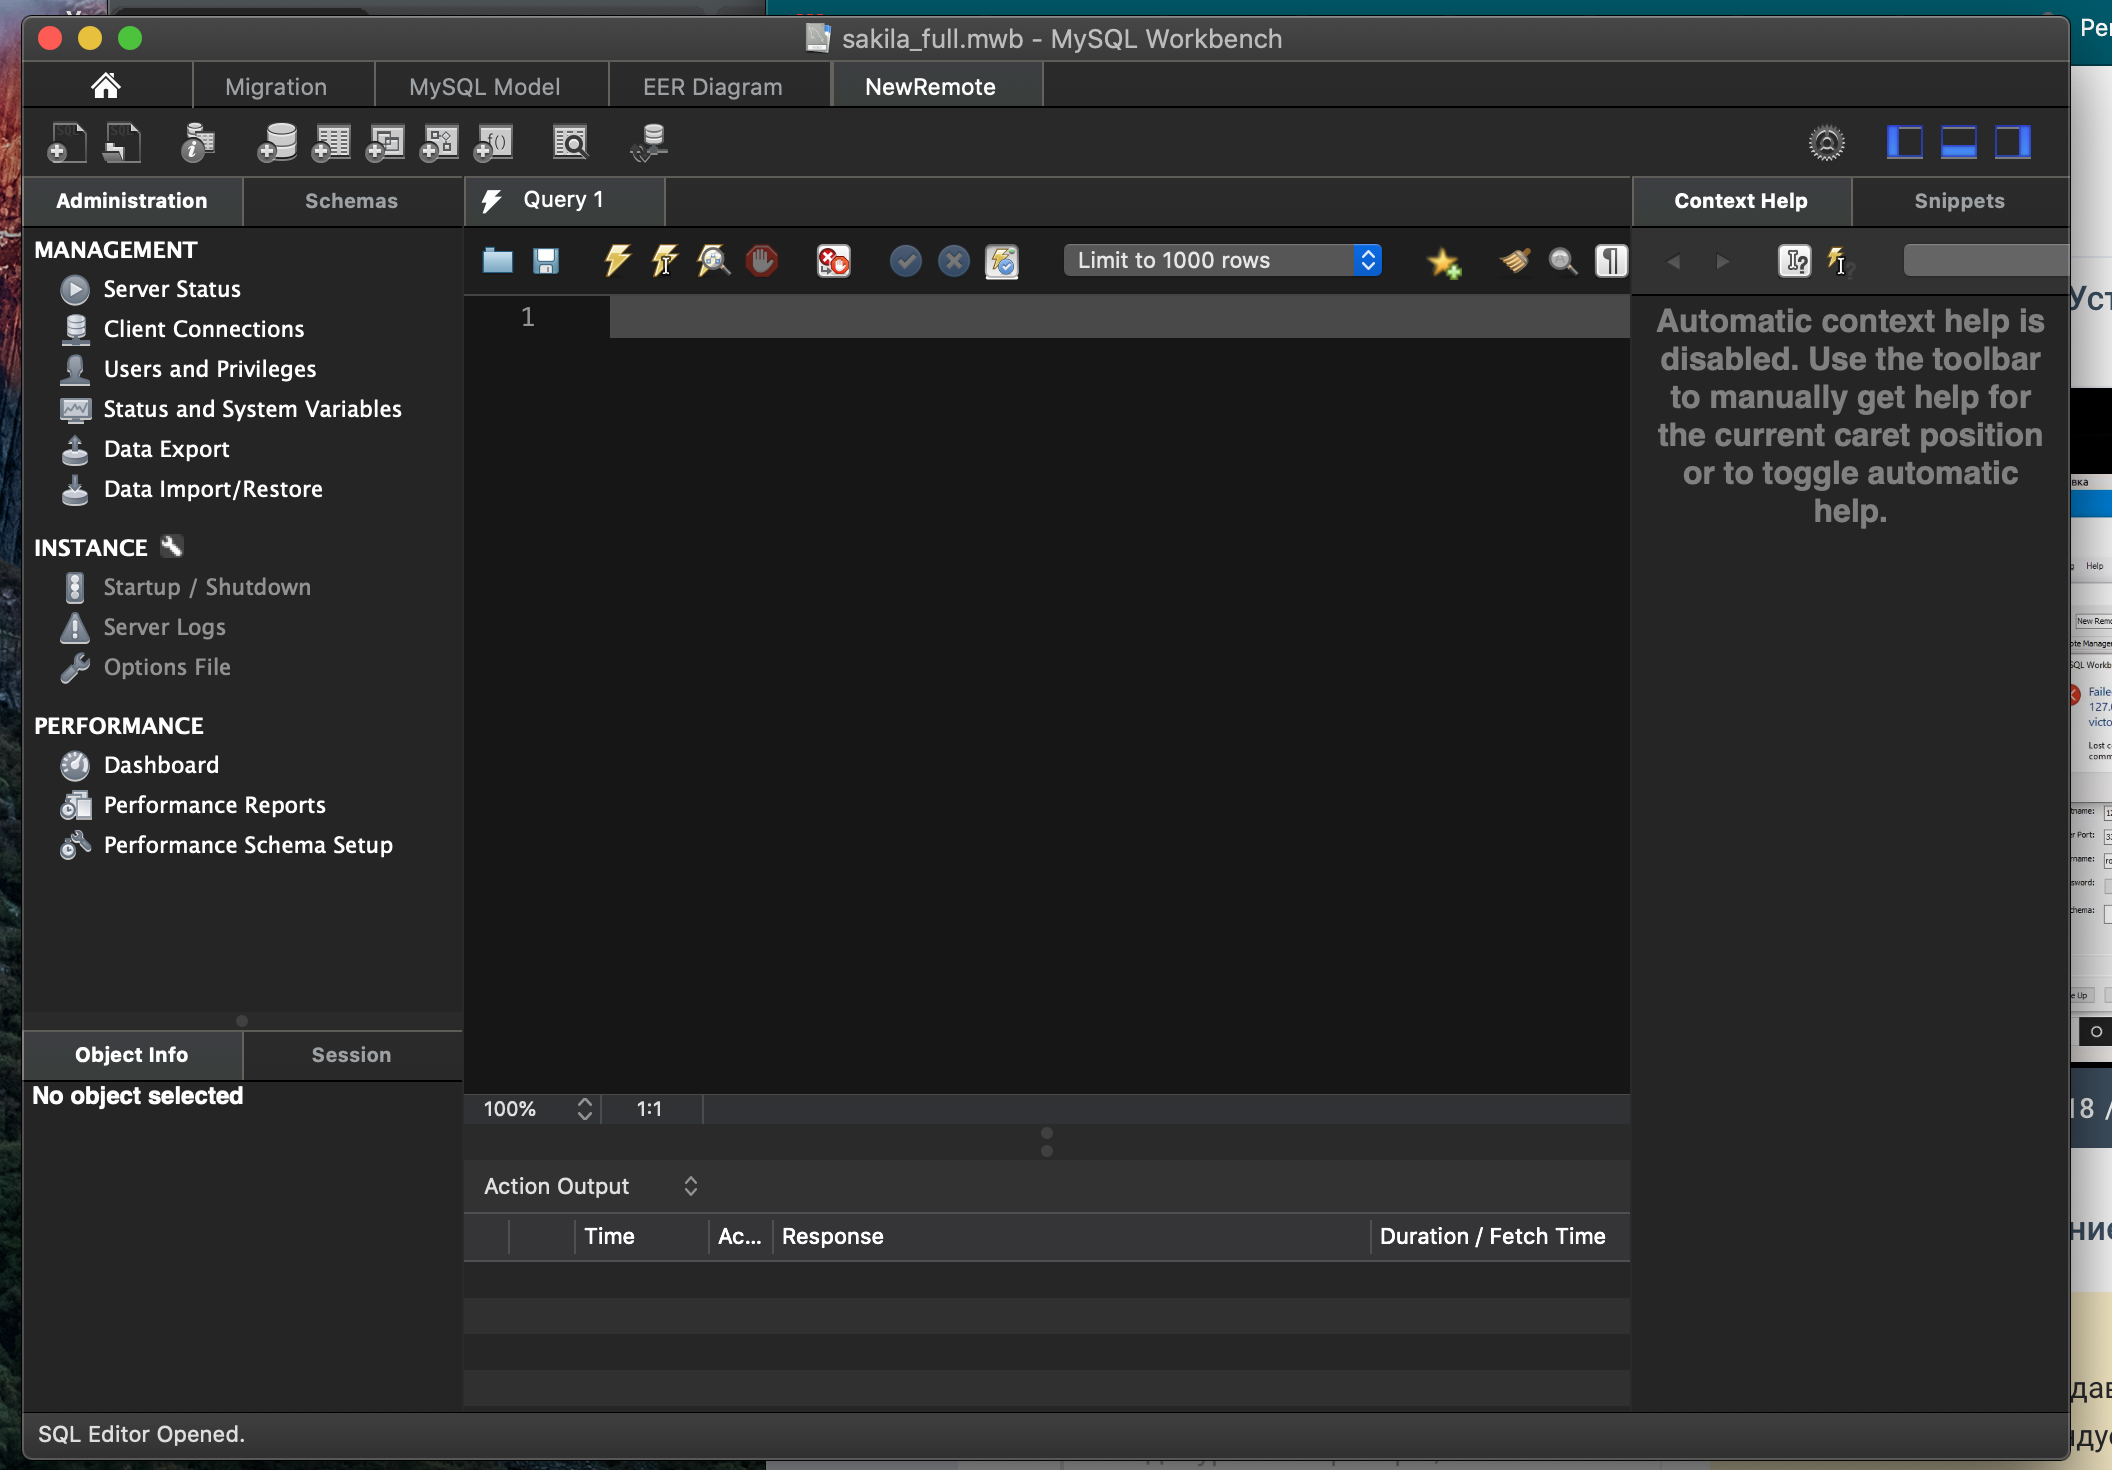 sakila_full.mwb - MySQL Workbench
Migration
MySQL Model
EER Diagram
NewRemote
Administration
Schemas
Query 1
Context Help
Snippets
MANAGEMENT
Server Status
Client Connections
Users and Privileges
Status and System Variables
Data Export
Data Import/Restore
INSTANCE
Startup / Shutdown
Server Logs
Options File
PERFORMANCE
Dashboard
Performance Reports
Performance Schema Setup
Limit to 1000 rows
1
Automatic context help is
disabled. Use the toolbar
to manually get help for
the current caret position
or to toggle automatic
help.
Object Info
Session
No object selected
100%
1:1
Action Output
Time
Ac...
Response
Duration / Fetch Time
SQL Editor Opened.
Help